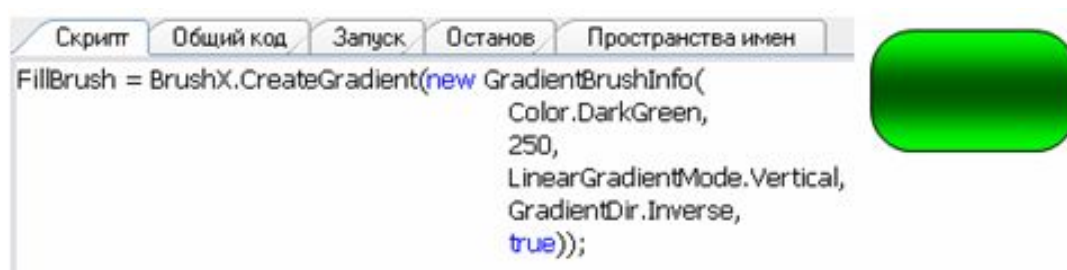 Скрипт Общий код Запуск Останов Пространства имен
FillBrush = BrushX.CreateGradient(new GradientBrushInfo(
Color.DarkGreen,
250,
LinearGradientMode.Vertical,
GradientDir.Inverse,
true));